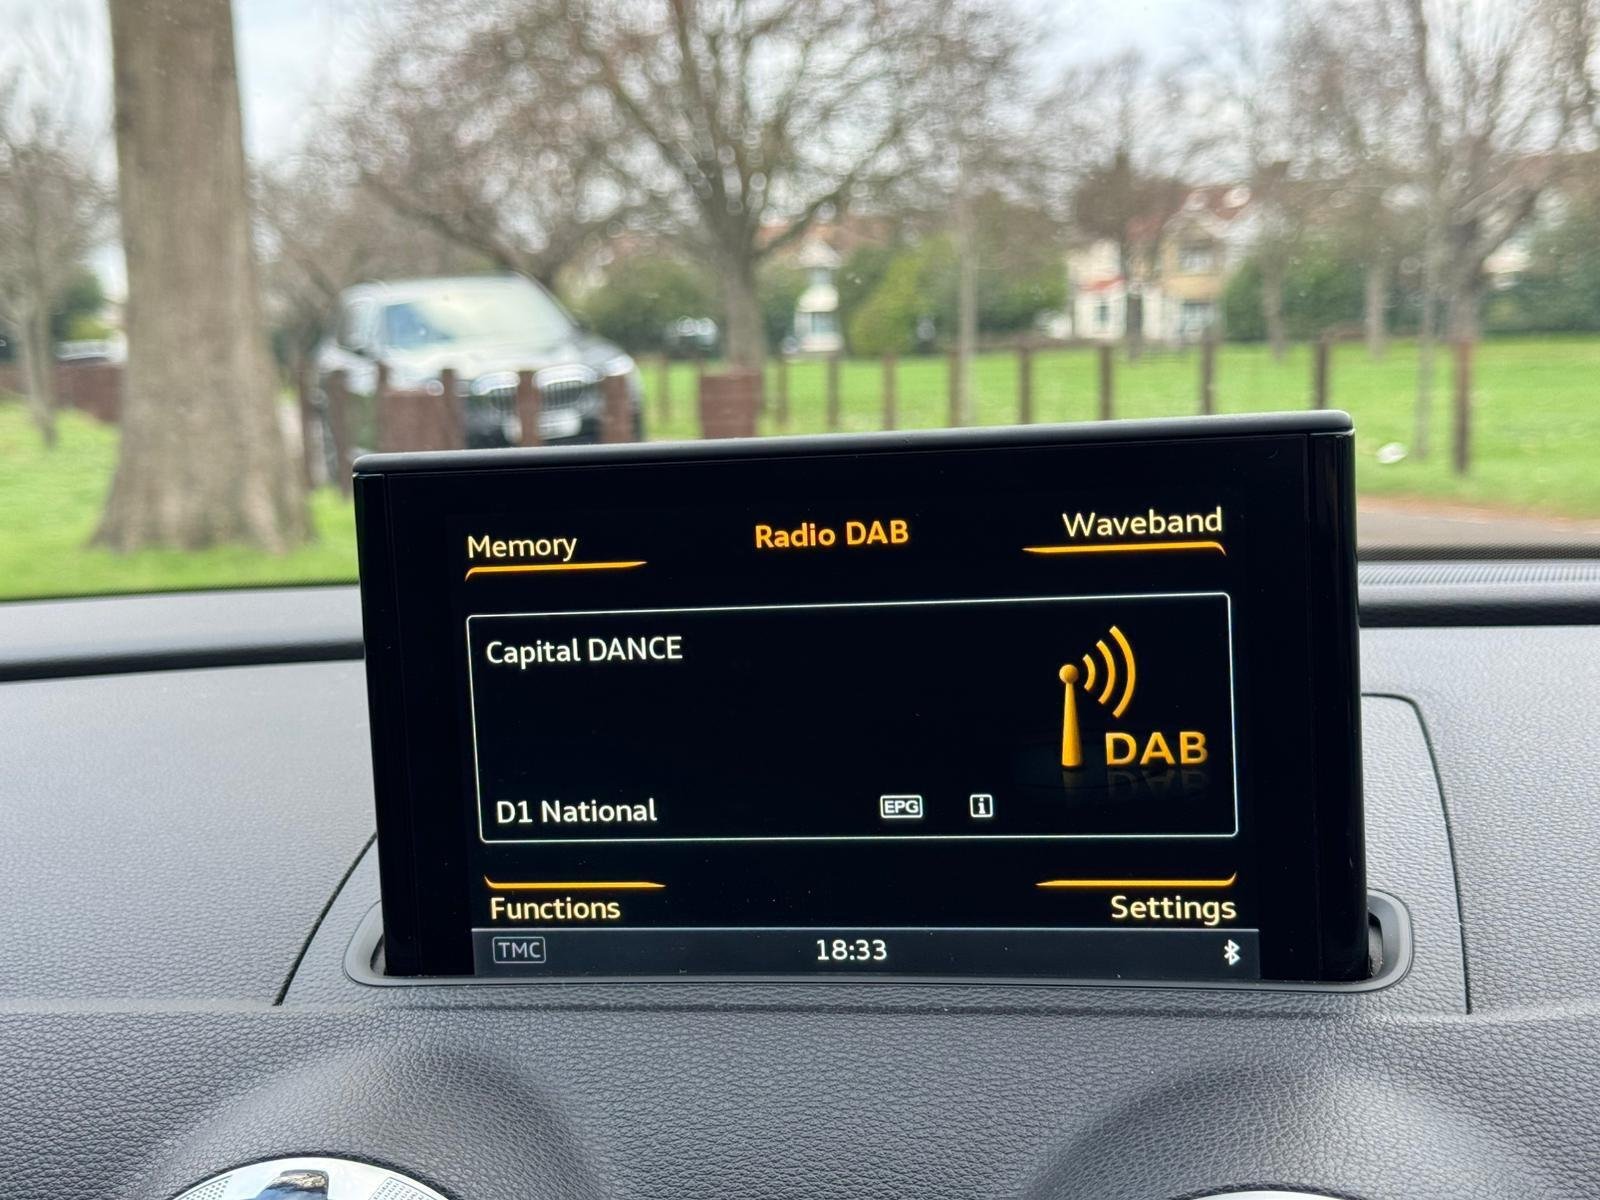 Memory
Radio DAB
Waveband
Capital DANCE
DAB
D1 National
EPG
i
Functions
Settings
TMC
18:33